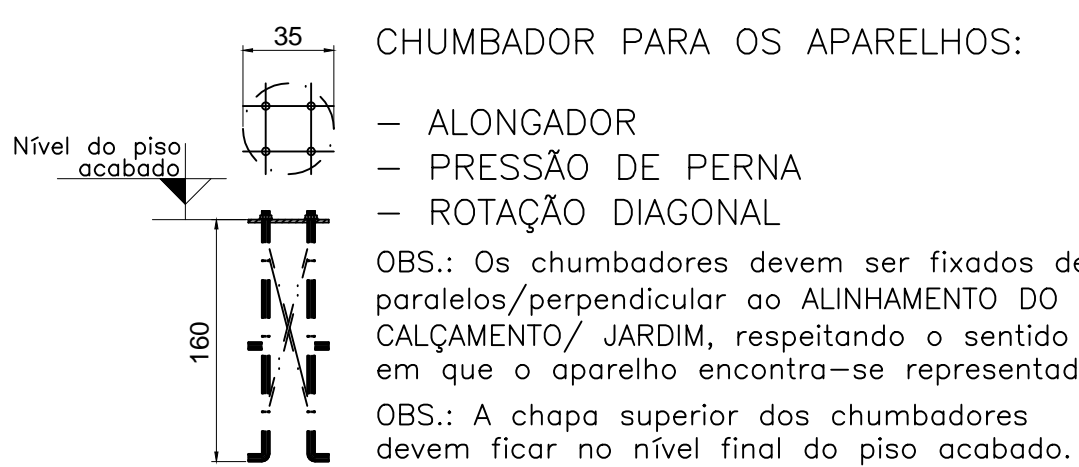 35
CHUMBADOR PARA OS APARELHOS:
– ALONGADOR
Nível do piso
acabado
– PRESSÃO DE PERNA
– ROTAÇÃO DIAGONAL
OBS.: Os chumbadores devem ser fixados de
paralelos/perpendicular ao ALINHAMENTO DO
CALÇAMENTO/ JARDIM, respeitando o sentido
em que o aparelho encontra-se representad
160
OBS.: A chapa superior dos chumbadores
devem ficar no nível final do piso acabado.